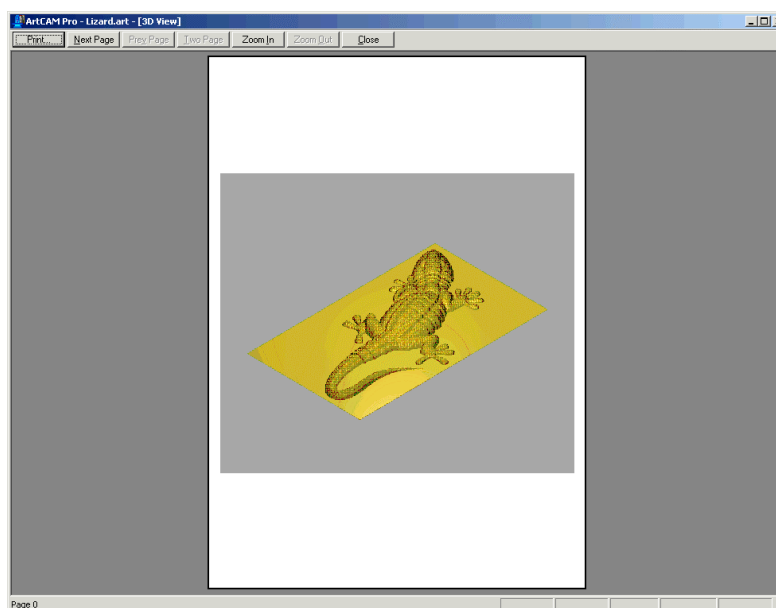 ArtCAM Pro - Lizard.art - [3D View]
Print... Next Page Prev Page Two Page Zoom In Zoom Out Close
Page 0